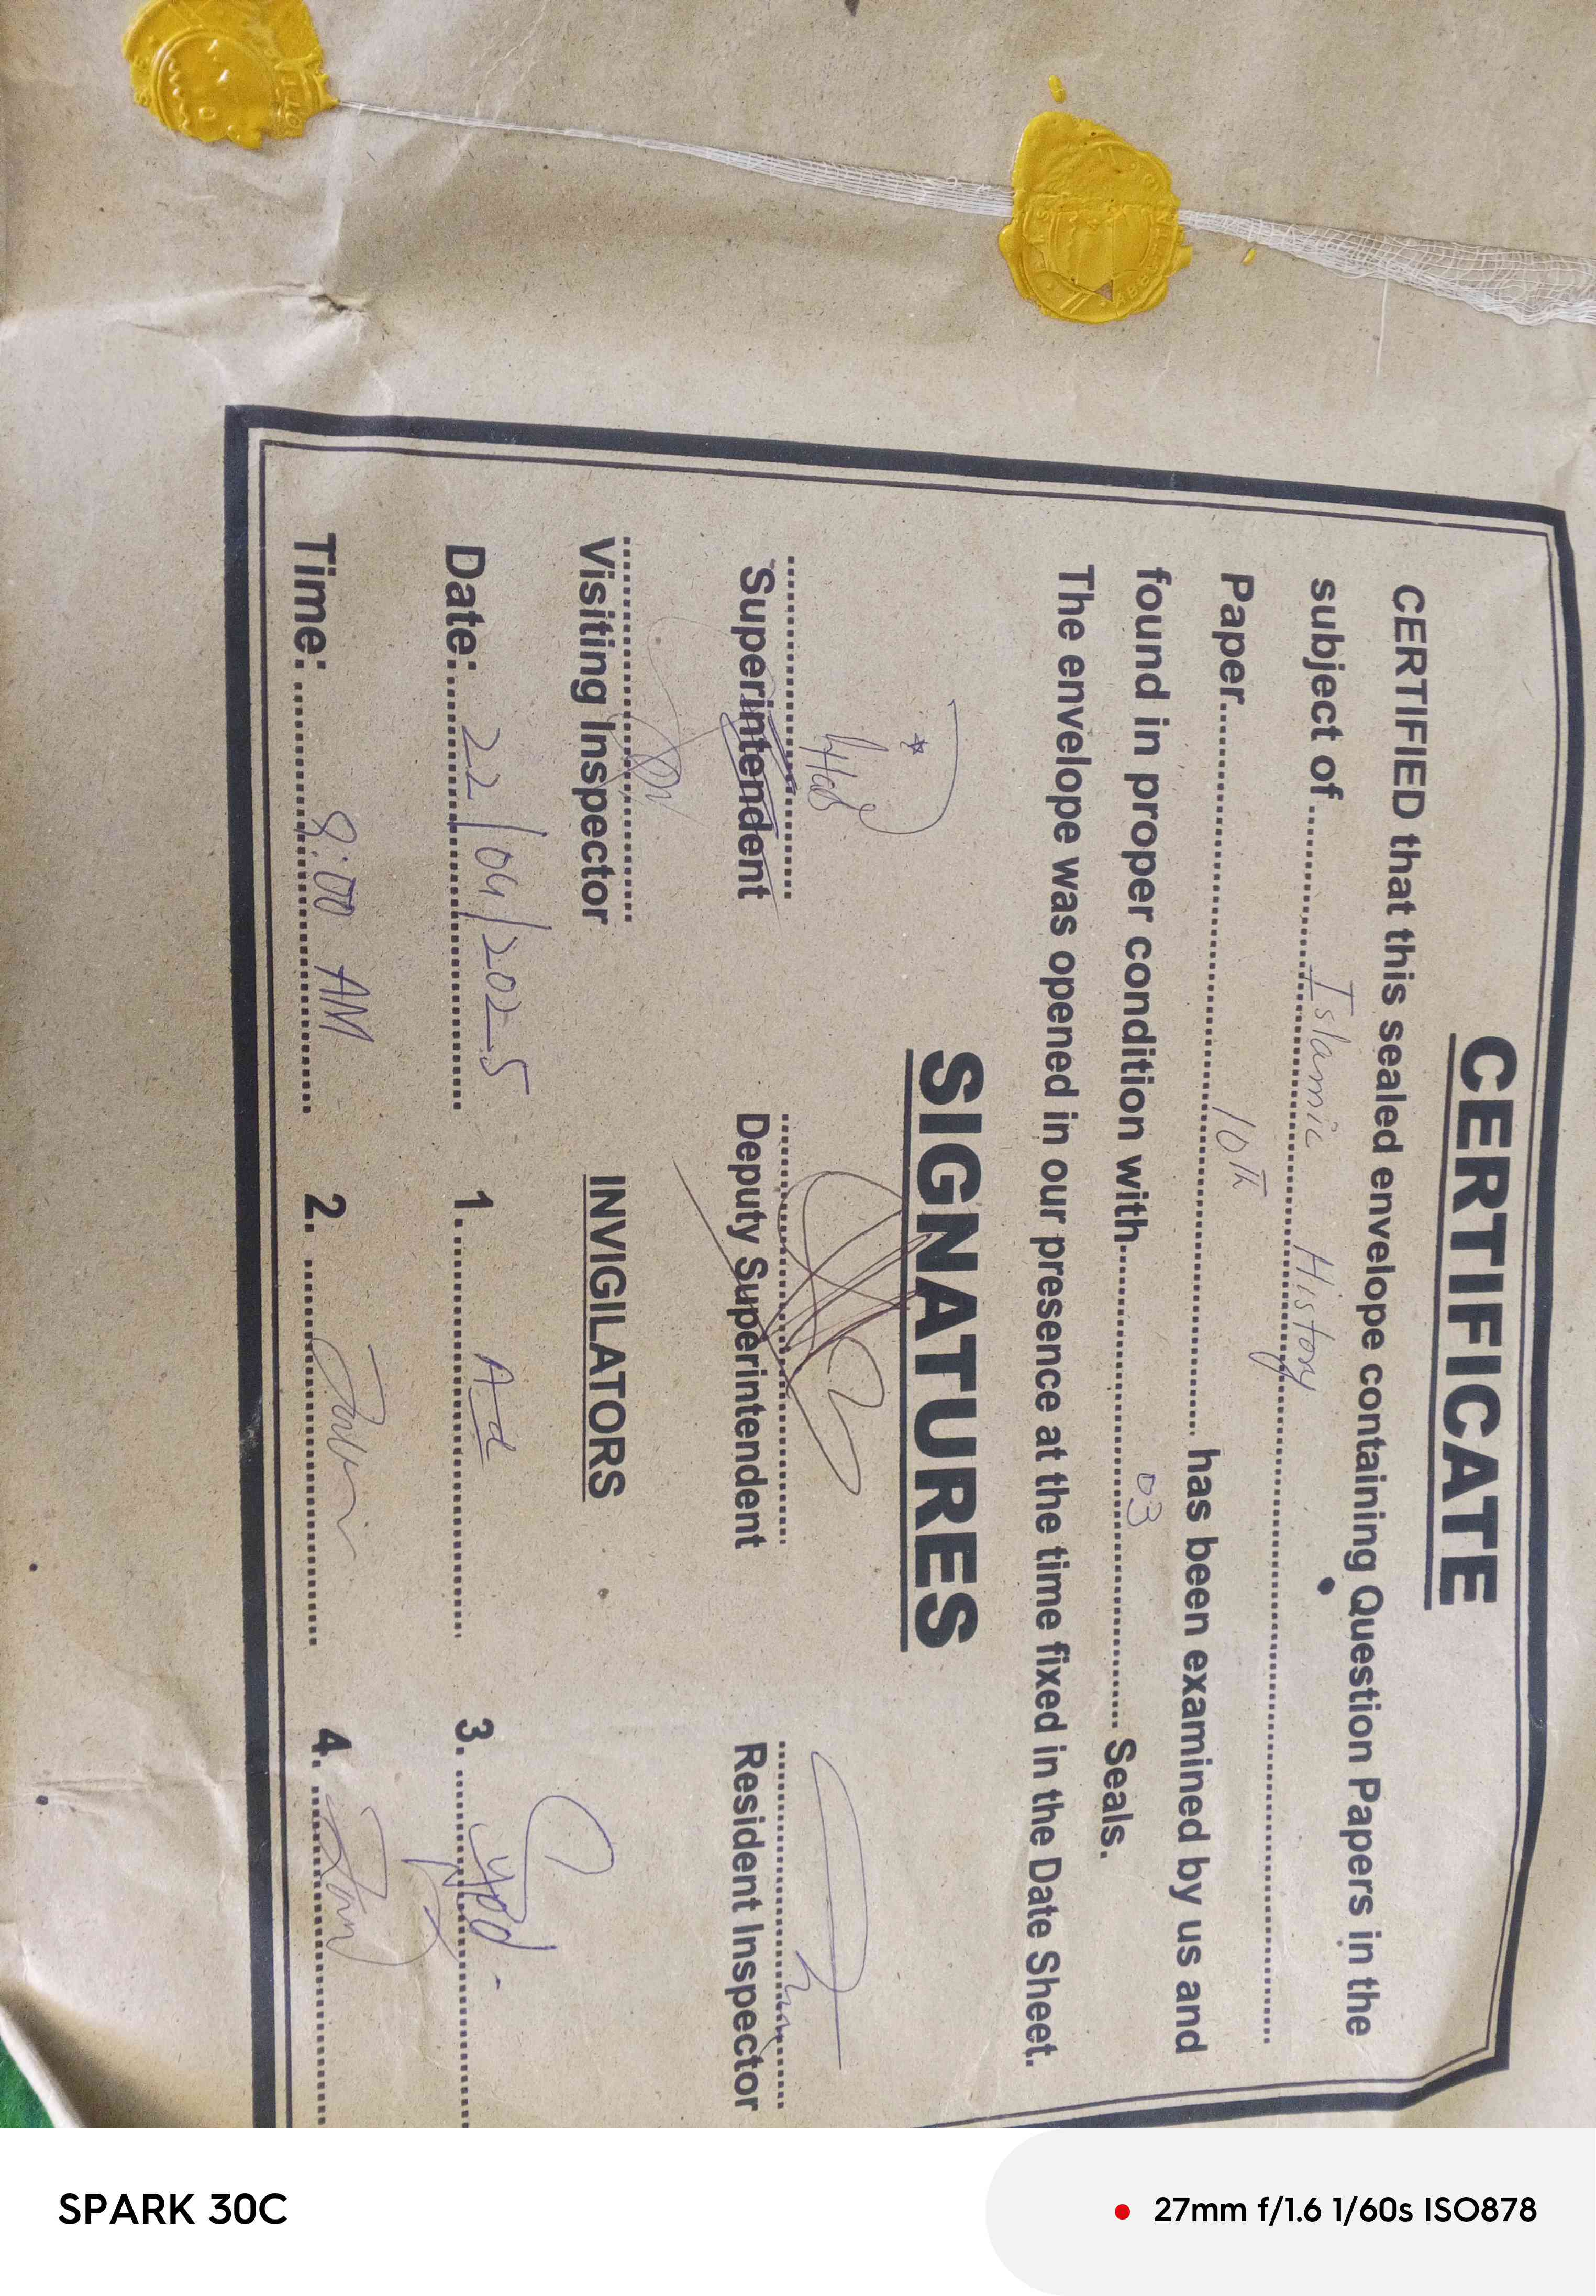 CERTIFICATE
CERTIFIED that this sealed envelope containing Question Papers in the
subject of.......... Islamic History ..........
Paper.......... 10th .......... has been examined by us and
found in proper condition with.......... 03 .......... Seals.
The envelope was opened in our presence at the time fixed in the Date Sheet.
SIGNATURES
Superintendent Deputy Superintendent Resident Inspector
Visiting Inspector INVIGILATORS
Date: 22/04/2025 1. 3.
Time: 8:00 AM 2. 4.
SPARK 30C 27mm f/1.6 1/60s ISO878